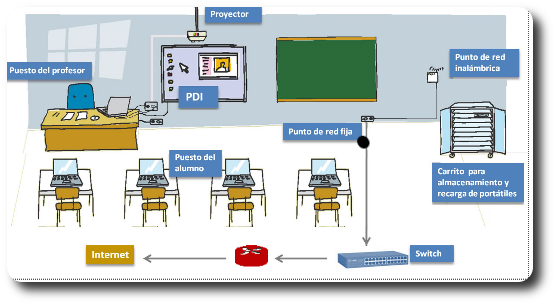 Proyector
Puesto del profesor
PDI
Punto de red
inalámbrica
Punto de red fija
Puesto del
alumno
Carrito para
almacenamiento y
recarga de portátiles
Internet
Switch